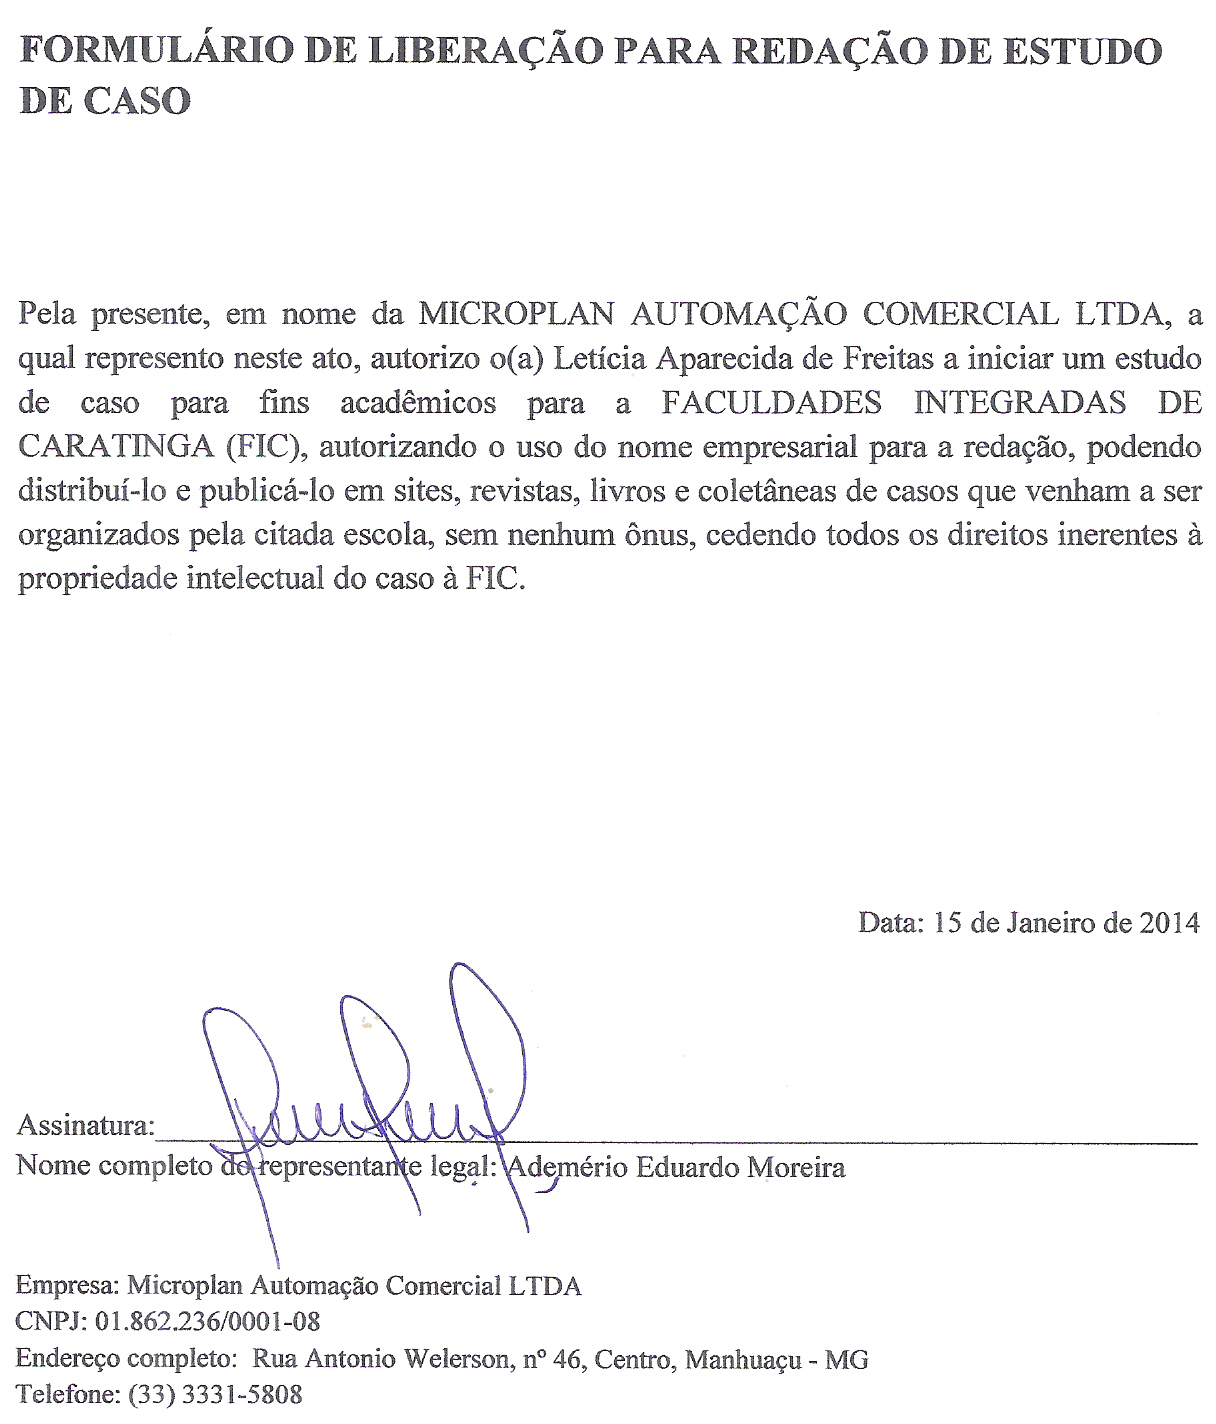 FORMULÁRIO DE LIBERAÇÃO PARA REDAÇÃO DE ESTUDO
DE CASO
Pela presente, em nome da MICROPLAN AUTOMAÇÃO COMERCIAL LTDA, a
qual represento neste ato, autorizo o(a) Letícia Aparecida de Freitas a iniciar um estudo
de caso para fins acadêmicos para a FACULDADES INTEGRADAS DE
CARATINGA (FIC), autorizando o uso do nome empresarial para a redação, podendo
distribuí-lo e publicá-lo em sites, revistas, livros e coletâneas de casos que venham a ser
organizados pela citada escola, sem nenhum ônus, cedendo todos os direitos inerentes à
propriedade intelectual do caso à FIC.
Data: 15 de Janeiro de 2014
Assinatura:
Nome completo do representante legal: Ademério Eduardo Moreira
Empresa: Microplan Automação Comercial LTDA
CNPJ: 01.862.236/0001-08
Endereço completo: Rua Antonio Welerson, nº 46, Centro, Manhuaçu - MG
Telefone: (33) 3331-5808